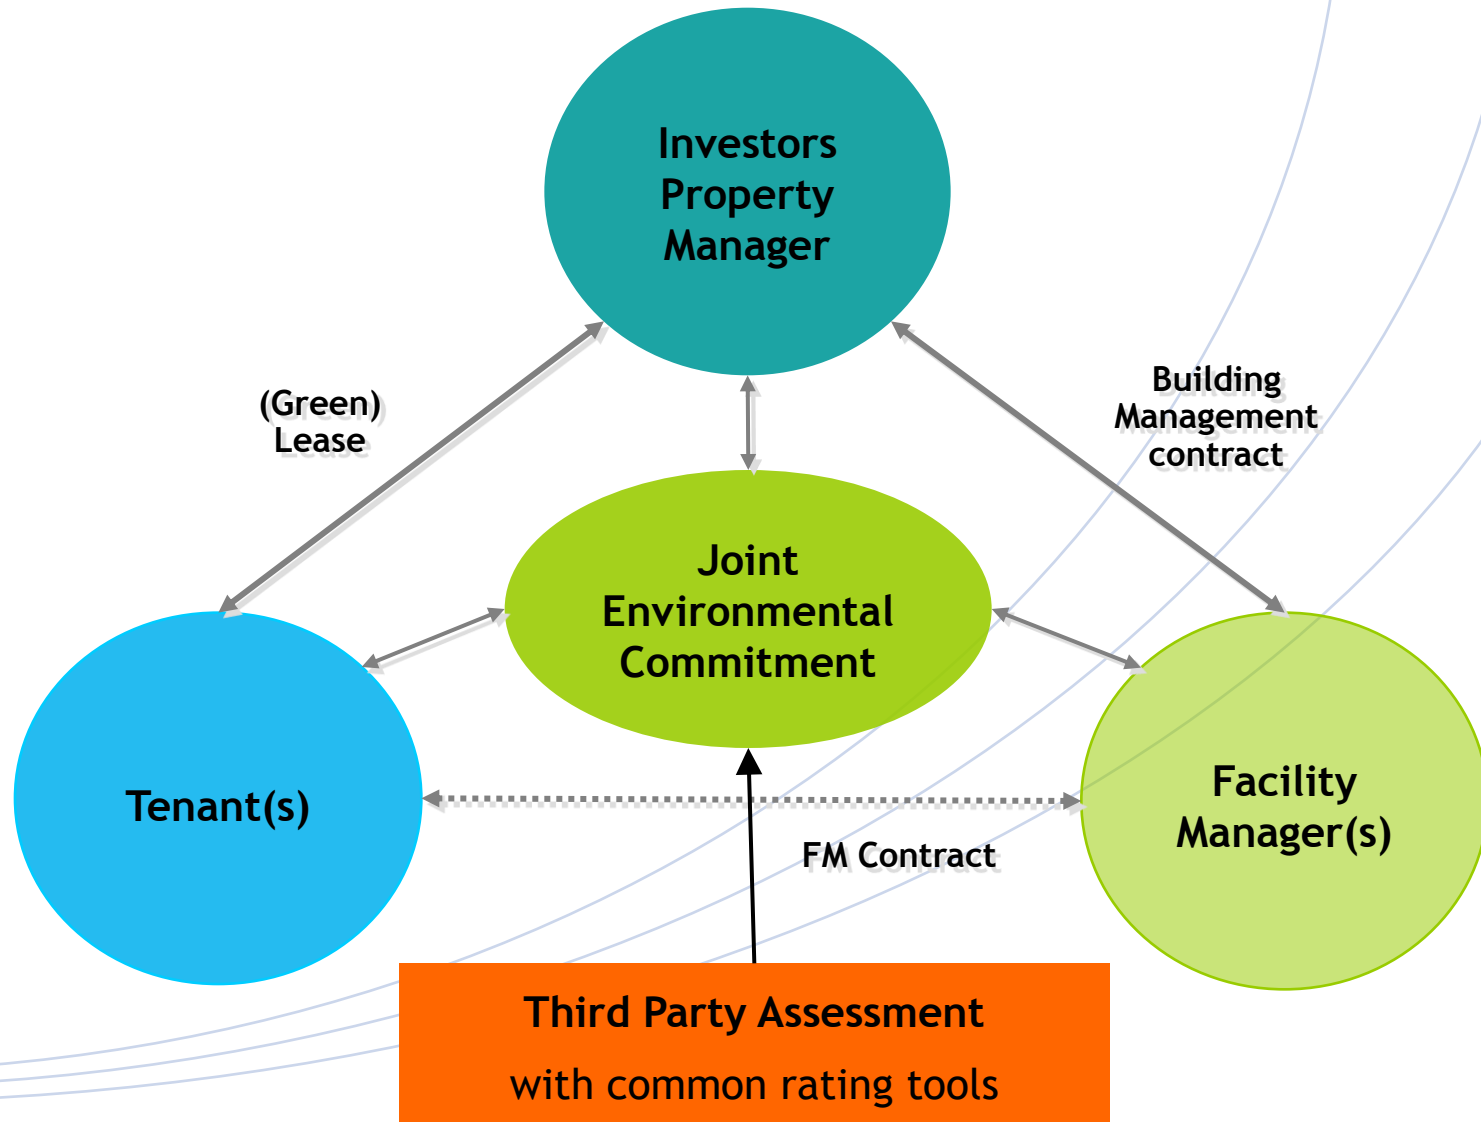 Investors
Property
Manager
(Green)
Lease
Building
Management
contract
Joint
Environmental
Commitment
Tenant(s)
Facility
Manager(s)
FM Contract
Third Party Assessment
with common rating tools